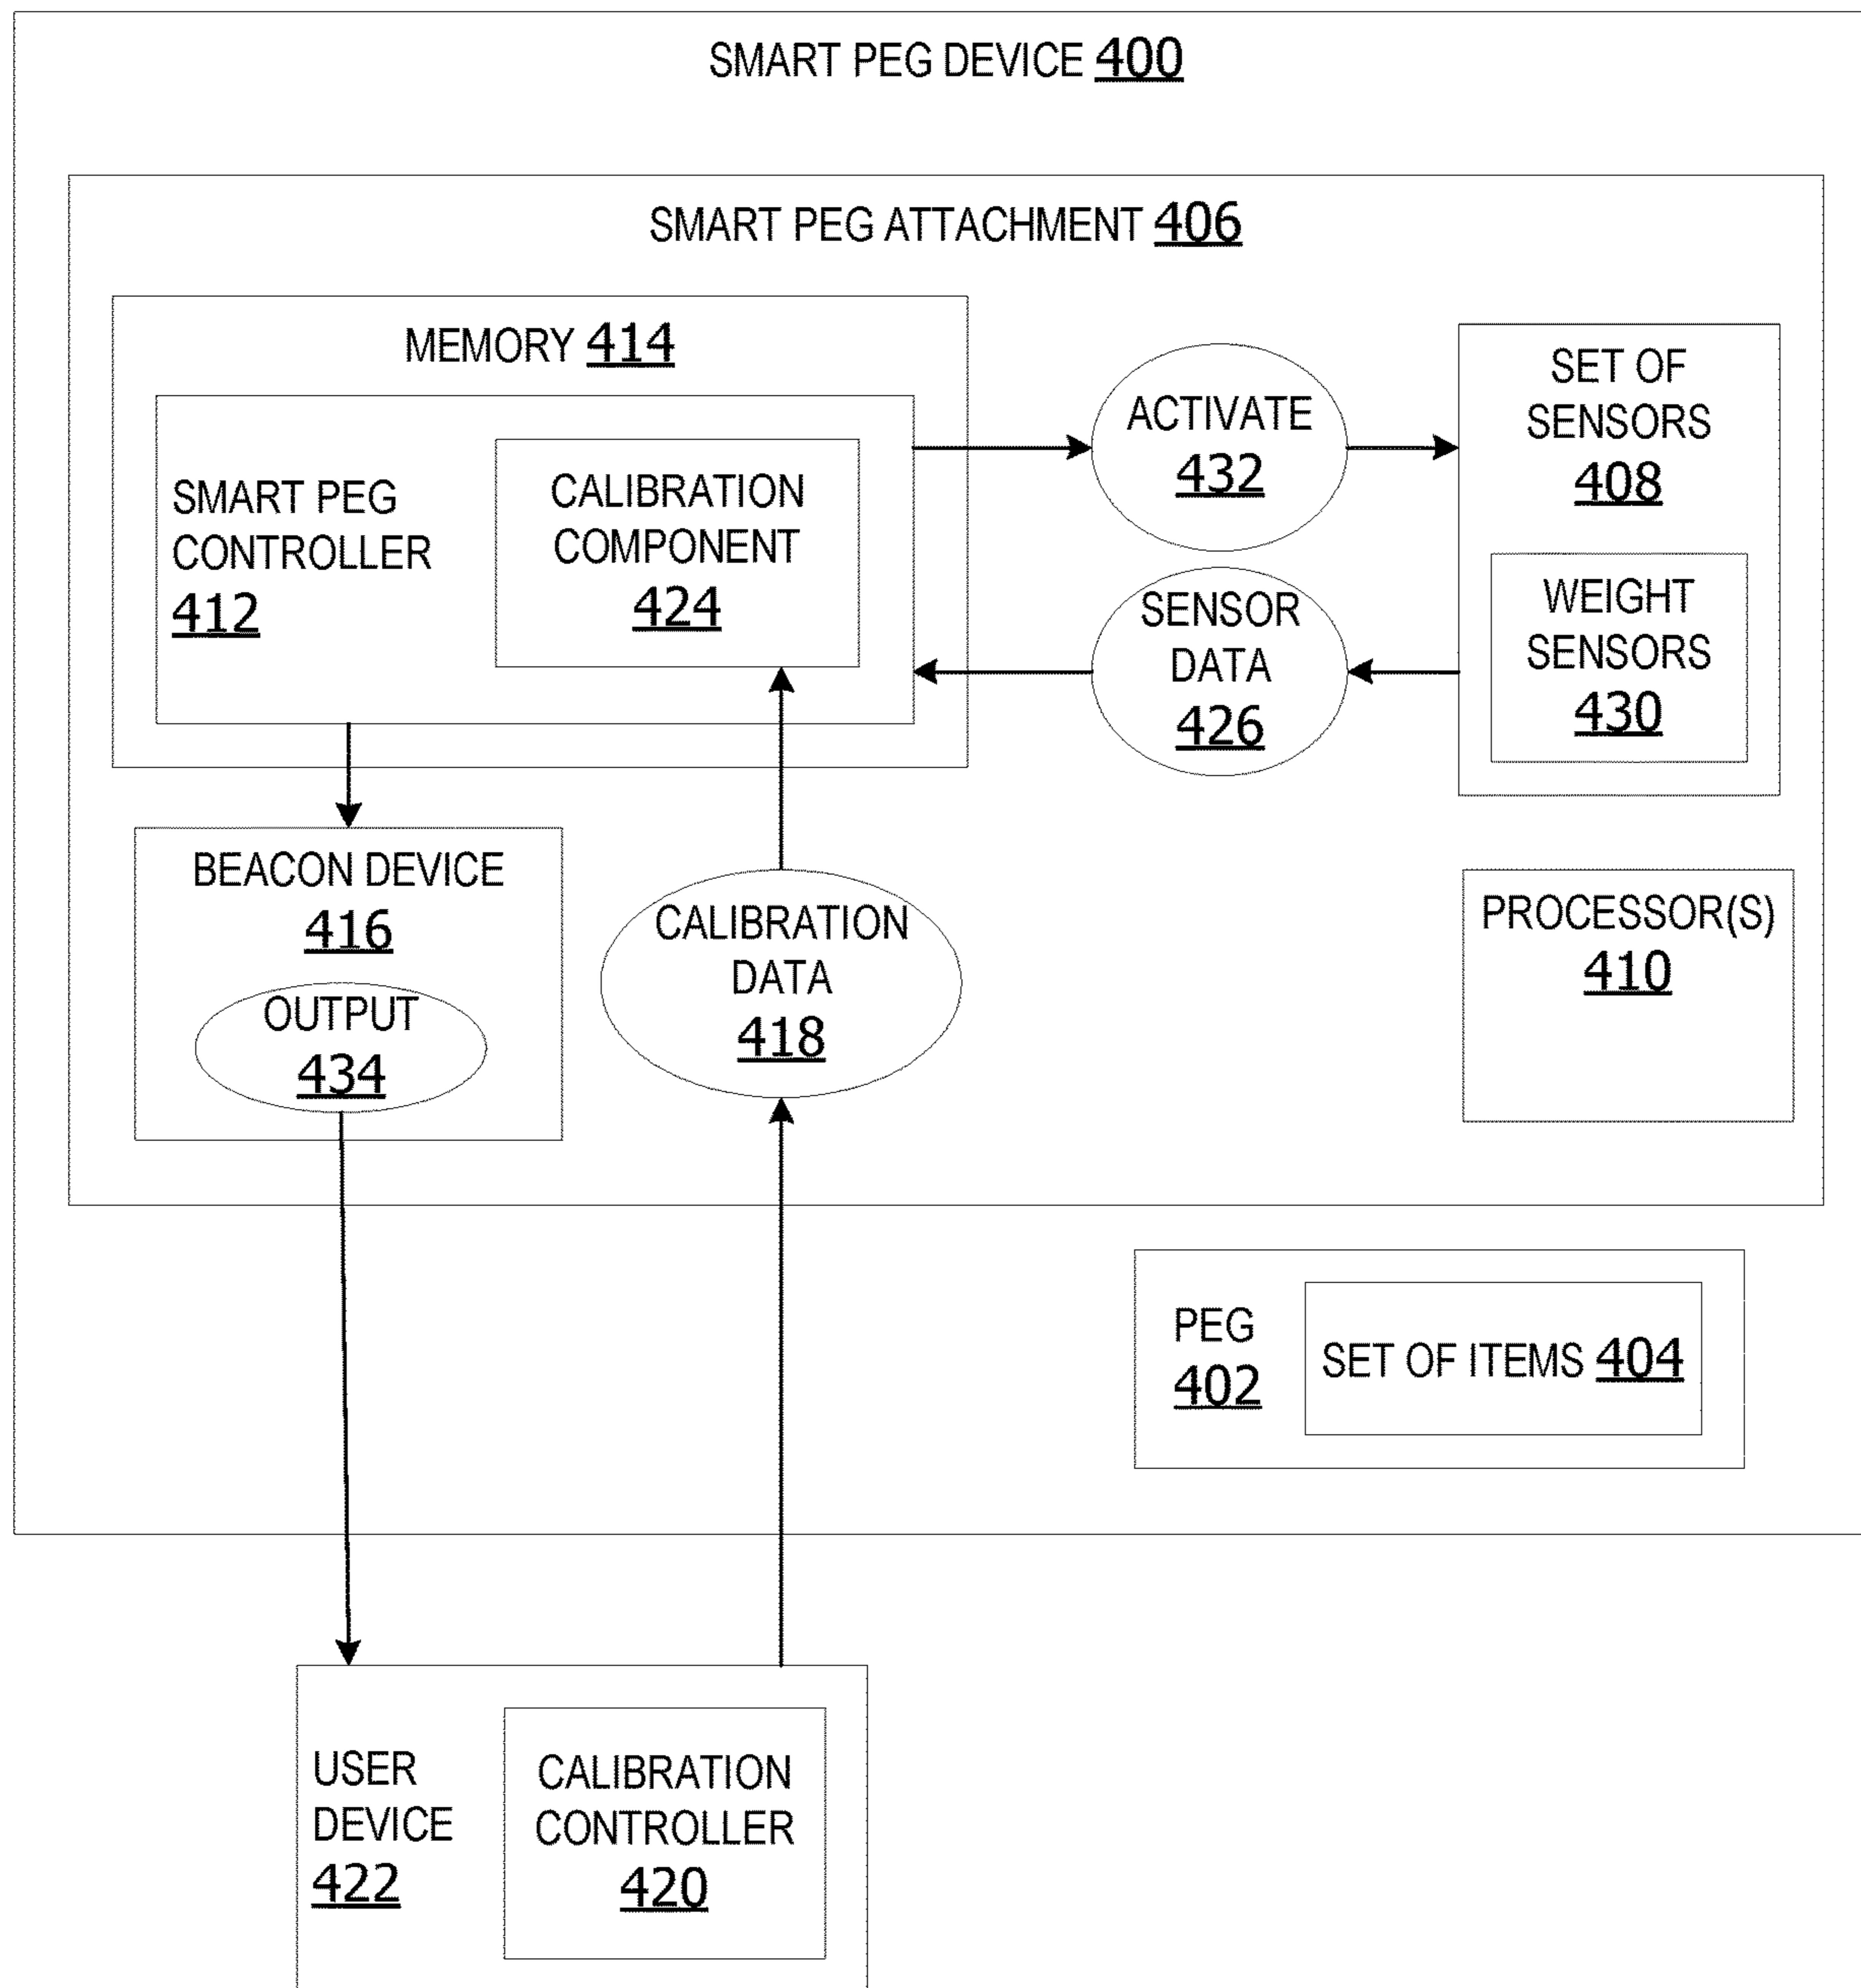 SMART PEG DEVICE 400
SMART PEG ATTACHMENT 406
MEMORY 414
SMART PEG
CONTROLLER
412
CALIBRATION
COMPONENT
424
ACTIVATE
432
SENSOR
DATA
426
SET OF
SENSORS
408
WEIGHT
SENSORS
430
BEACON DEVICE
416
OUTPUT
434
CALIBRATION
DATA
418
PROCESSOR(S)
410
PEG
402
SET OF ITEMS 404
USER
DEVICE
422
CALIBRATION
CONTROLLER
420